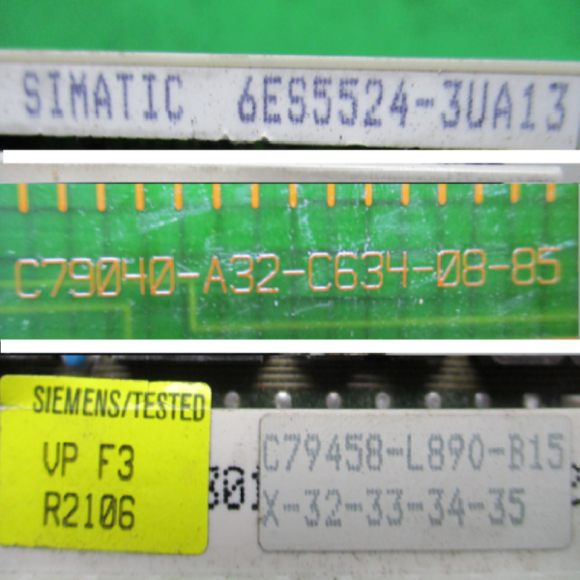 SIMATIC 6ES5524-3UA13
C79040-A32-C634-08-85
SIEMENS/TESTED
VP F3
R2106
C79458-L890-B15
X-32-33-34-35